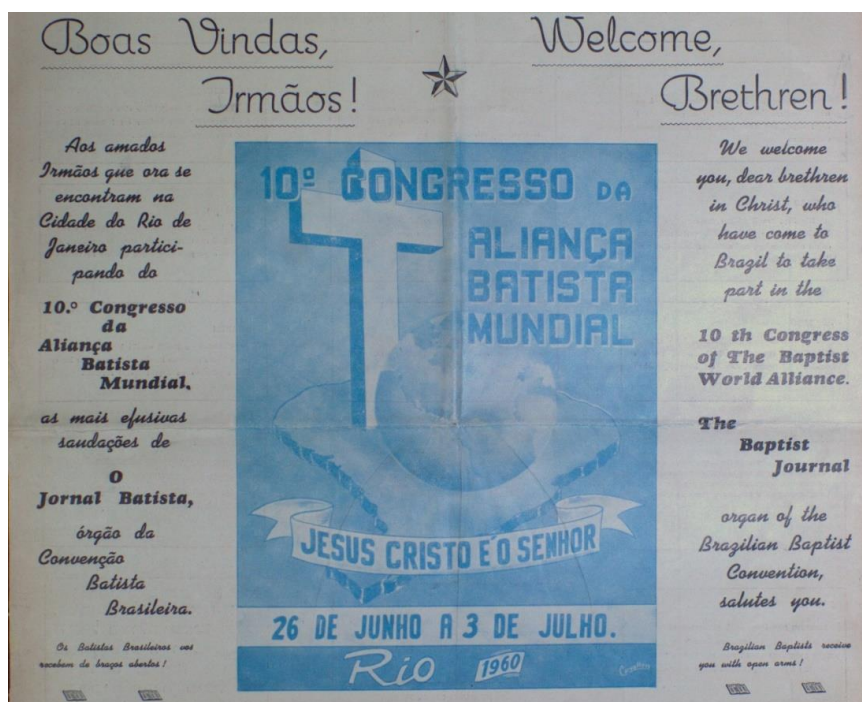 Boas Vindas,
Irmãos!
Welcome,
Brethren!
Aos amados
Irmãos que ora se
encontram na
Cidade do Rio de
Janeiro partici-
pando do
10.º Congresso
da
Aliança
Batista
Mundial,
as mais efusivas
saudações de
O
Jornal Batista,
órgão da
Convenção
Batista
Brasileira.
Os Batistas Brasileiros vos
recebem de braços abertos!
10º CONGRESSO DA
ALIANÇA
BATISTA
MUNDIAL
JESUS CRISTO É O SENHOR
26 DE JUNHO A 3 DE JULHO.
Rio 1960
We welcome
you, dear brethren
in Christ, who
have come to
Brazil to take
part in the
10 th Congress
of The Baptist
World Alliance.
The
Baptist
Journal
organ of the
Brazilian Baptist
Convention,
salutes you.
Brazilian Baptists receive
you with open arms!